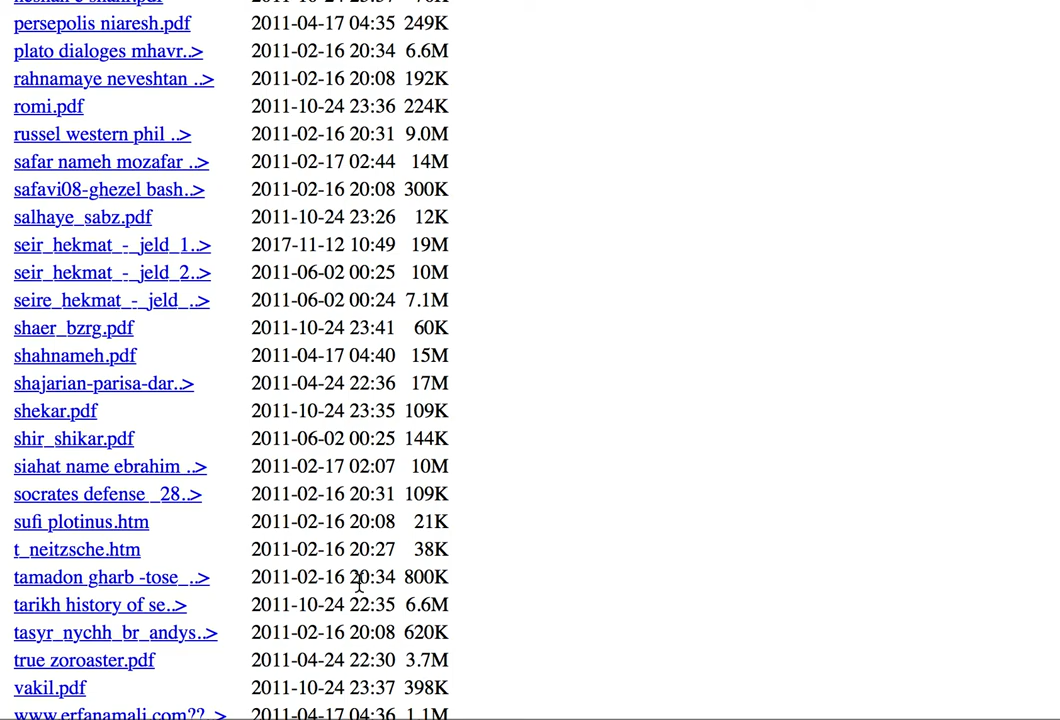 persepolis niaresh.pdf 2011-04-17 04:35 249K
plato dialoges mhavr..> 2011-02-16 20:34 6.6M
rahnamaye neveshtan ..> 2011-02-16 20:08 192K
romi.pdf 2011-10-24 23:36 224K
russel western phil ..> 2011-02-16 20:31 9.0M
safar nameh mozafar ..> 2011-02-17 02:44 14M
safavi08-ghezel bash..> 2011-02-16 20:08 300K
salhaye_sabz.pdf 2011-10-24 23:26 12K
seir_hekmat_-_jeld_1..> 2017-11-12 10:49 19M
seir_hekmat_-_jeld_2..> 2011-06-02 00:25 10M
seire_hekmat_-_jeld_..> 2011-06-02 00:24 7.1M
shaer_bzrg.pdf 2011-10-24 23:41 60K
shahnameh.pdf 2011-04-17 04:40 15M
shajarian-parisa-dar..> 2011-04-24 22:36 17M
shekar.pdf 2011-10-24 23:35 109K
shir_shikar.pdf 2011-06-02 00:25 144K
siahat name ebrahim ..> 2011-02-17 02:07 10M
socrates defense _28..> 2011-02-16 20:31 109K
sufi plotinus.htm 2011-02-16 20:08 21K
t_neitzsche.htm 2011-02-16 20:27 38K
tamadon gharb -tose_..> 2011-02-16 20:34 800K
tarikh history of se..> 2011-10-24 22:35 6.6M
tasyr_nychh_br_andys..> 2011-02-16 20:08 620K
true zoroaster.pdf 2011-04-24 22:30 3.7M
vakil.pdf 2011-10-24 23:37 398K
www.erfanamali.com??_> 2011-04-17 04:36 1.1M